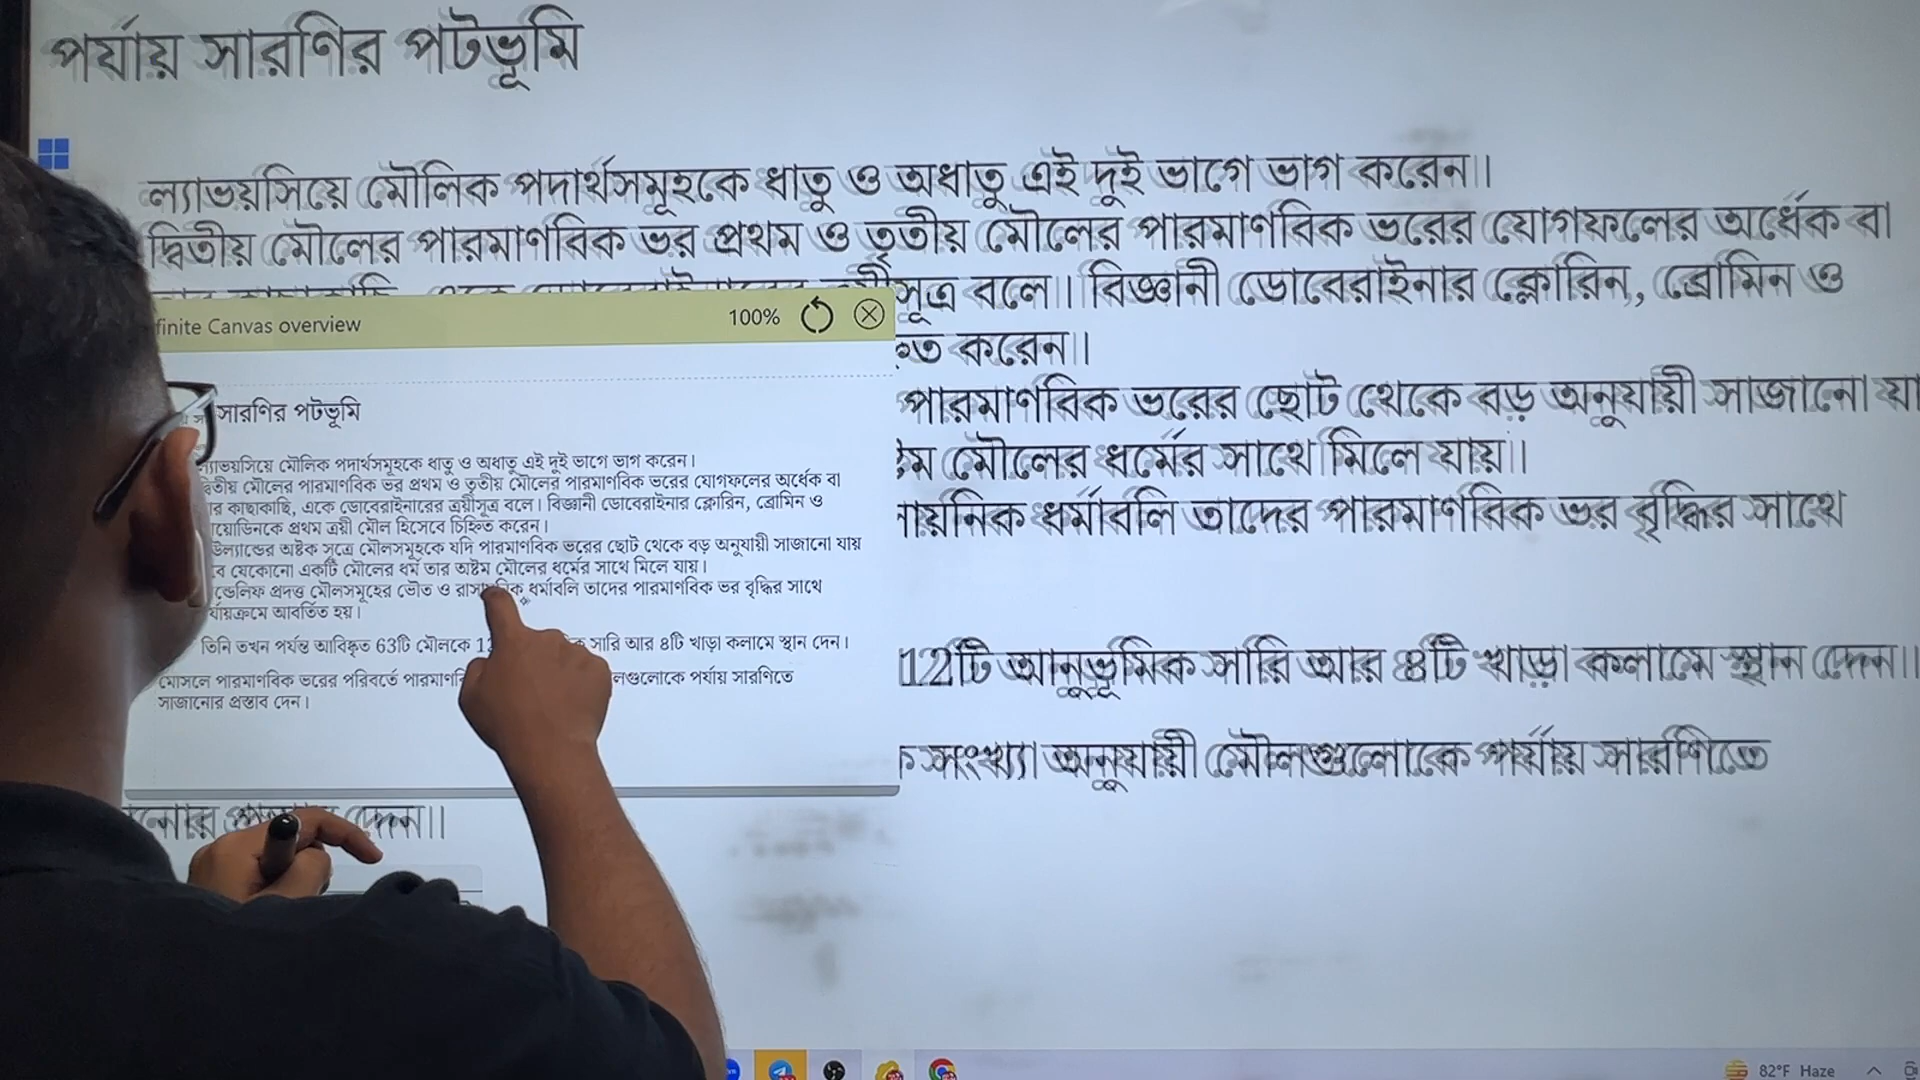 পর্যায় সারণির পটভূমি
ল্যাভয়সিয়ে মৌলিক পদার্থসমূহকে ধাতু ও অধাতু এই দুই ভাগে ভাগ করেন।
দ্বিতীয় মৌলের পারমাণবিক ভর প্রথম ও তৃতীয় মৌলের পারমাণবিক ভরের যোগফলের অর্ধেক বা
সূত্র বলে। বিজ্ঞানী ডোবেরাইনার ক্লোরিন, ব্রোমিন ও
করেন।
পারমাণবিক ভরের ছোট থেকে বড় অনুযায়ী সাজানো যা
মৌলের ধর্মের সাথে মিলে যায়।
ধর্মাবলি তাদের পারমাণবিক ভর বৃদ্ধির সাথে
12টি আনুভূমিক সারি আর ৪টি খাড়া কলামে স্থান দেন।
সংখ্যা অনুযায়ী মৌলগুলোকে পর্যায় সারণিতে
দেন।
finite Canvas overview
100%
সারণির পটভূমি
ল্যাভয়সিয়ে মৌলিক পদার্থসমূহকে ধাতু ও অধাতু এই দুই ভাগে ভাগ করেন।
মৌলের পারমাণবিক ভর প্রথম ও তৃতীয় মৌলের পারমাণবিক ভরের যোগফলের অর্ধেক বা
কাছাকাছি, একে ডোবেরাইনারের ত্রয়ীসূত্র বলে। বিজ্ঞানী ডোবেরাইনার ক্লোরিন, ব্রোমিন ও
য়োডিনকে প্রথম ত্রয়ী মৌল হিসেবে চিহ্নিত করেন।
উল্যান্ডের অষ্টক সূত্রে মৌলসমূহকে যদি পারমাণবিক ভরের ছোট থেকে বড় অনুযায়ী সাজানো যায়
যেকোনো একটি মৌলের ধর্ম তার অষ্টম মৌলের ধর্মের সাথে মিলে যায়।
ন্ডেলিফ প্রদত্ত মৌলসমূহের ভৌত ও ধর্মাবলি তাদের পারমাণবিক ভর বৃদ্ধির সাথে
র্যায়ক্রমে আবর্তিত হয়।
তিনি তখন পর্যন্ত আবিষ্কৃত 63টি মৌলকে সারি আর ৪টি খাড়া কলামে স্থান দেন।
মোসলে পারমাণবিক ভরের পরিবর্তে লগুলোকে পর্যায় সারণিতে
সাজানোর প্রস্তাব দেন।
82°F Haze